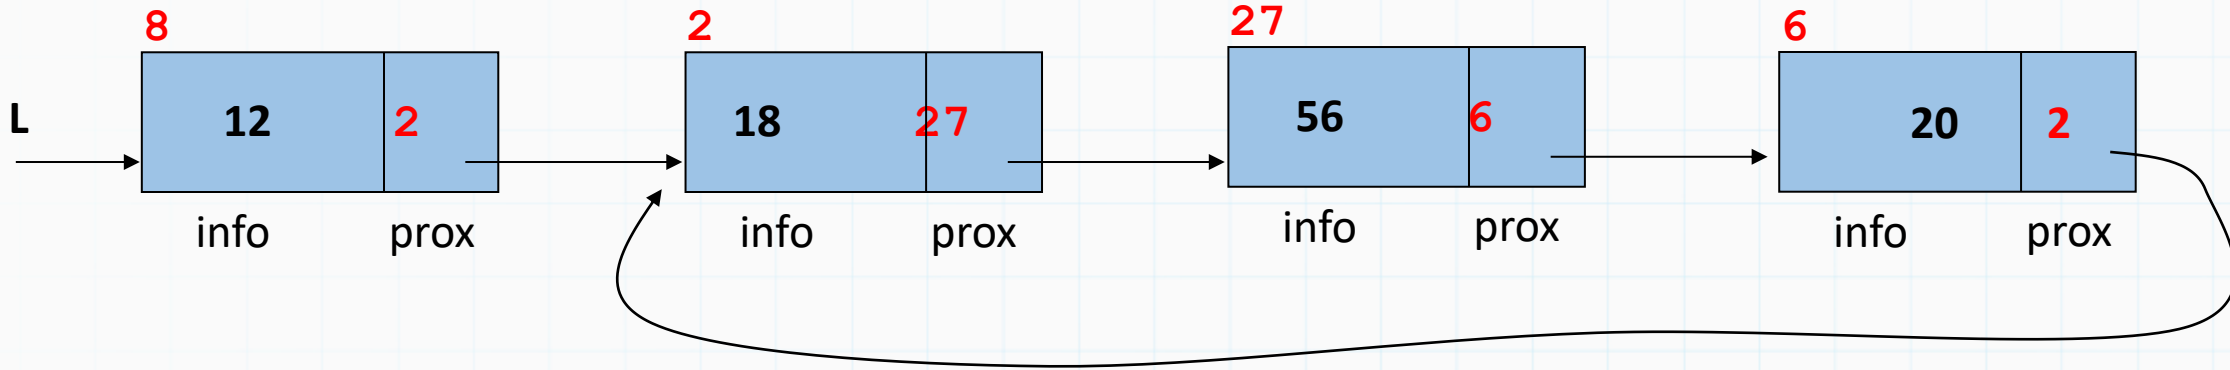 8 2 27 6
L 12 2 18 27 56 6 20 2
info prox info prox info prox info prox